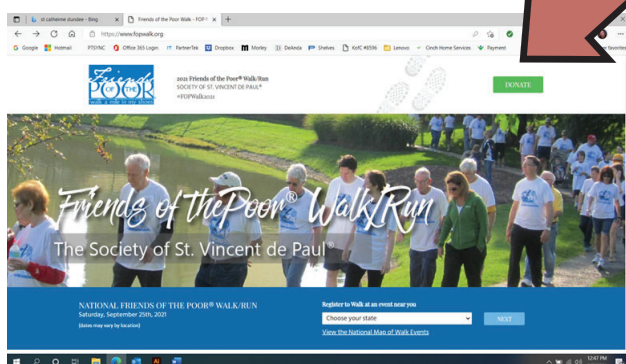 st catherine dundee - Bing
Friends of the Poor Walk - FOP
https://www.fopwalk.org
Google
Hotmail
PTSYNC
Office 365 Login
PartnerTek
Dropbox
Morley
DeAnda
Shelves
KofC #6596
Lenovo
Cinch Home Services
Payment
Friends
OF THE
POOR
walk a mile in my shoes
2021 Friends of the Poor® Walk/Run
SOCIETY OF ST. VINCENT DE PAUL®
#FOPWalk2021
DONATE
Friends of the Poor® Walk/Run
The Society of St. Vincent de Paul®
NATIONAL FRIENDS OF THE POOR® WALK/RUN
Saturday, September 25th, 2021
(dates may vary by location)
Register to Walk at an event near you
Choose your state
NEXT
View the National Map of Walk Events
12:47 PM